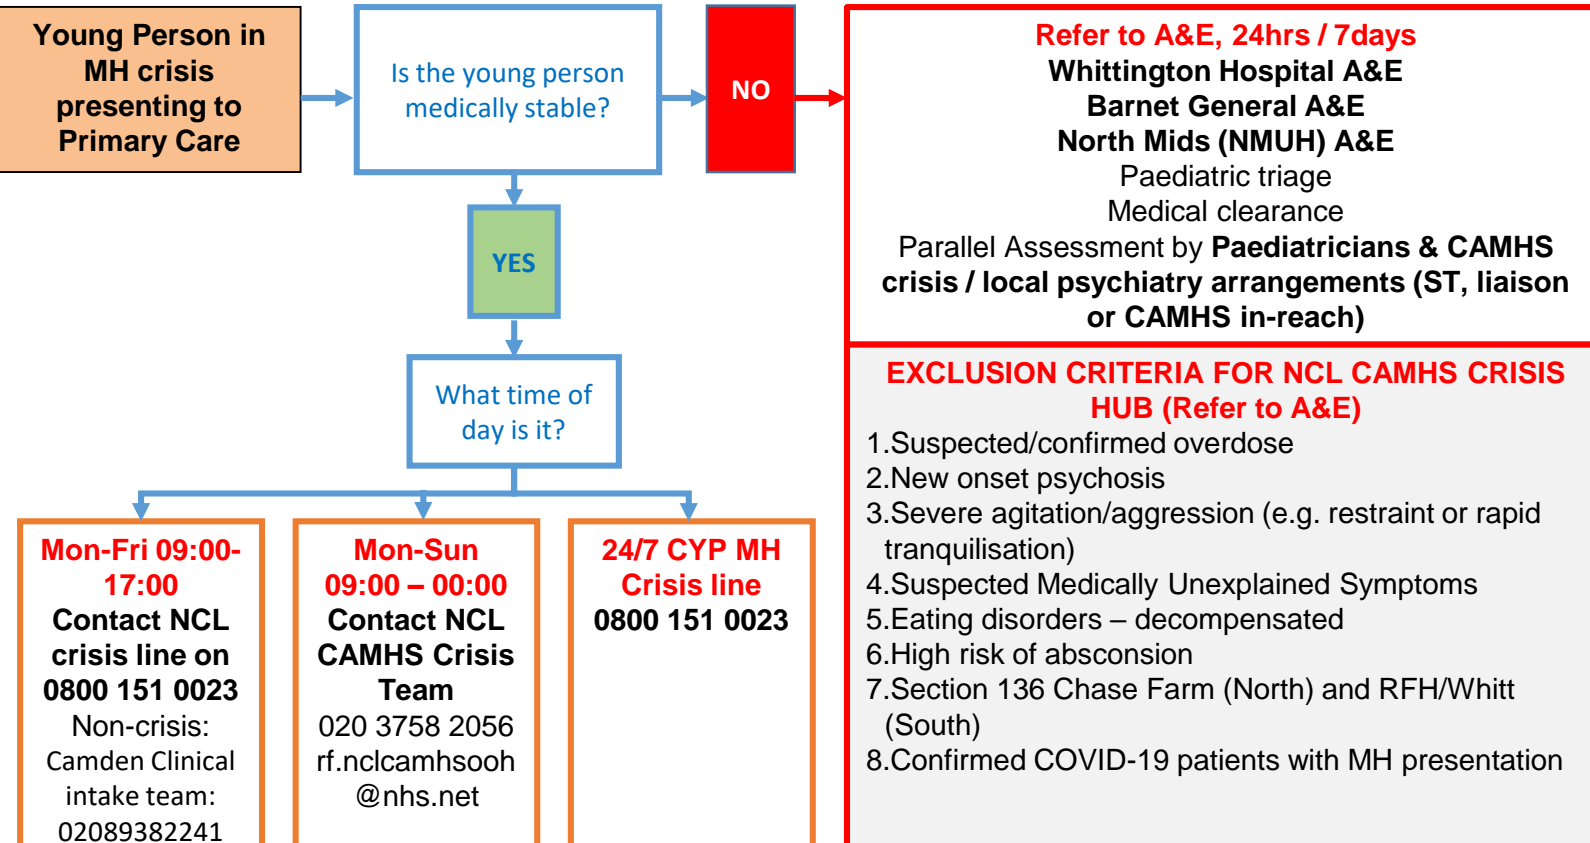 Young Person in
MH crisis
presenting to
Primary Care
Is the young person
medically stable?
NO
YES
What time of
day is it?
Mon-Fri 09:00-
17:00
Contact NCL
crisis line on
0800 151 0023
Non-crisis:
Camden Clinical
intake team:
02089382241
Mon-Sun
09:00 – 00:00
Contact NCL
CAMHS Crisis
Team
020 3758 2056
rf.nclcamhsooh
@nhs.net
24/7 CYP MH
Crisis line
0800 151 0023
Refer to A&E, 24hrs / 7days
Whittington Hospital A&E
Barnet General A&E
North Mids (NMUH) A&E
Paediatric triage
Medical clearance
Parallel Assessment by Paediatricians & CAMHS
crisis / local psychiatry arrangements (ST, liaison
or CAMHS in-reach)
EXCLUSION CRITERIA FOR NCL CAMHS CRISIS
HUB (Refer to A&E)
1.Suspected/confirmed overdose
2.New onset psychosis
3.Severe agitation/aggression (e.g. restraint or rapid
tranquilisation)
4.Suspected Medically Unexplained Symptoms
5.Eating disorders – decompensated
6.High risk of absconsion
7.Section 136 Chase Farm (North) and RFH/Whitt
(South)
8.Confirmed COVID-19 patients with MH presentation